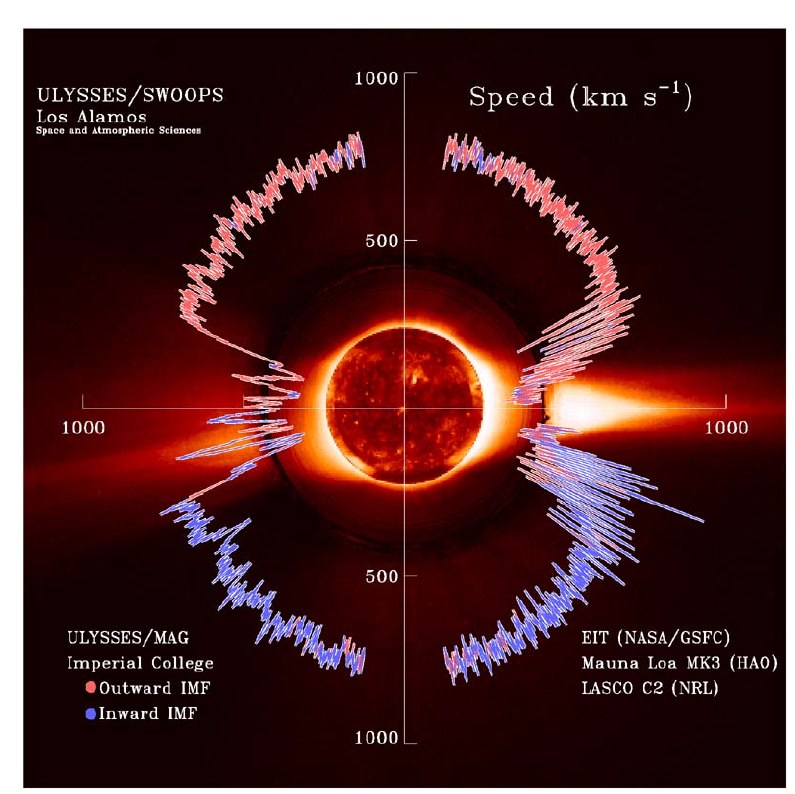 1000
ULYSSES/SWOOPS
Los Alamos
Space and Atmospheric Sciences
Speed (km s⁻¹)
500
1000
1000
500
ULYSSES/MAG
Imperial College
Outward IMF
Inward IMF
EIT (NASA/GSFC)
Mauna Loa MK3 (HAO)
LASCO C2 (NRL)
1000